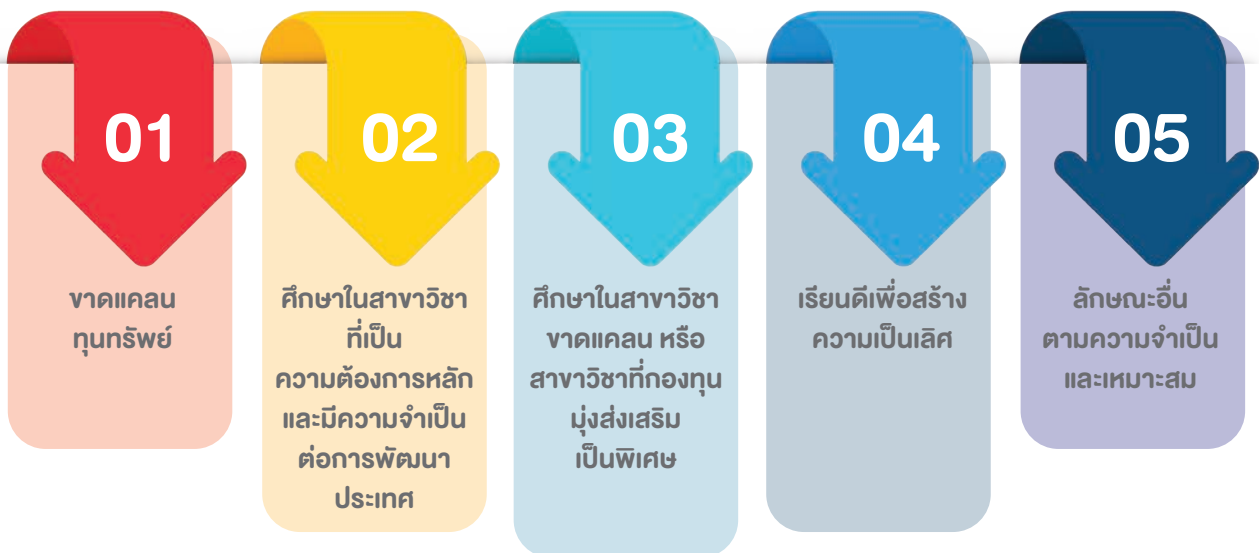 01
ขาดแคลน
ทุนทรัพย์
02
ศึกษาในสาขาวิชา
ที่เป็น
ความต้องการหลัก
และมีความจำเป็น
ต่อการพัฒนา
ประเทศ
03
ศึกษาในสาขาวิชา
ขาดแคลน หรือ
สาขาวิชาที่กองทุน
มุ่งส่งเสริม
เป็นพิเศษ
04
เรียนดีเพื่อสร้าง
ความเป็นเลิศ
05
ลักษณะอื่น
ตามความจำเป็น
และเหมาะสม